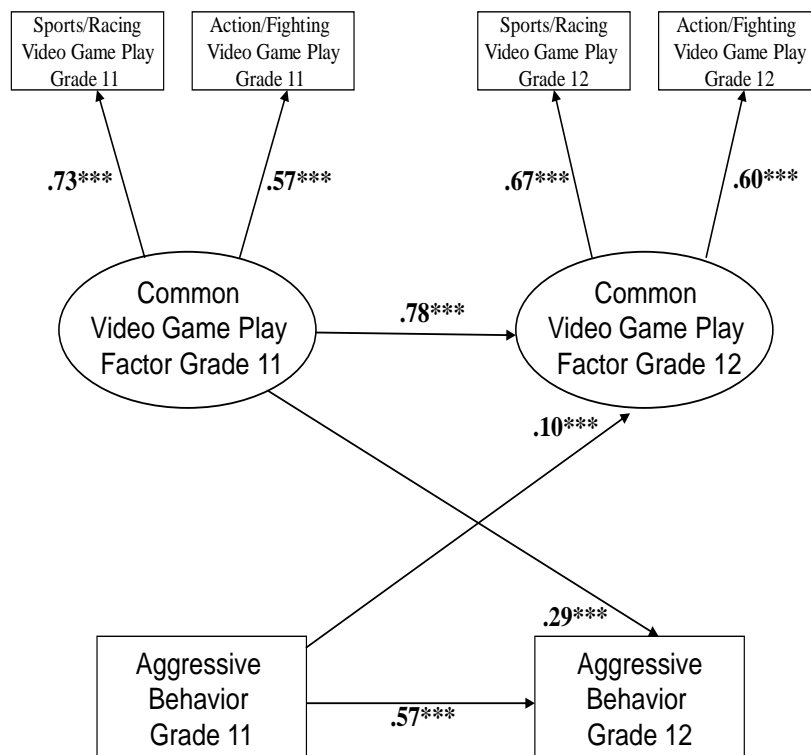 Sports/Racing
Video Game Play
Grade 11
Action/Fighting
Video Game Play
Grade 11
Sports/Racing
Video Game Play
Grade 12
Action/Fighting
Video Game Play
Grade 12
.73***
.57***
.67***
.60***
Common
Video Game Play
Factor Grade 11
.78***
Common
Video Game Play
Factor Grade 12
.10***
.29***
Aggressive
Behavior
Grade 11
.57***
Aggressive
Behavior
Grade 12